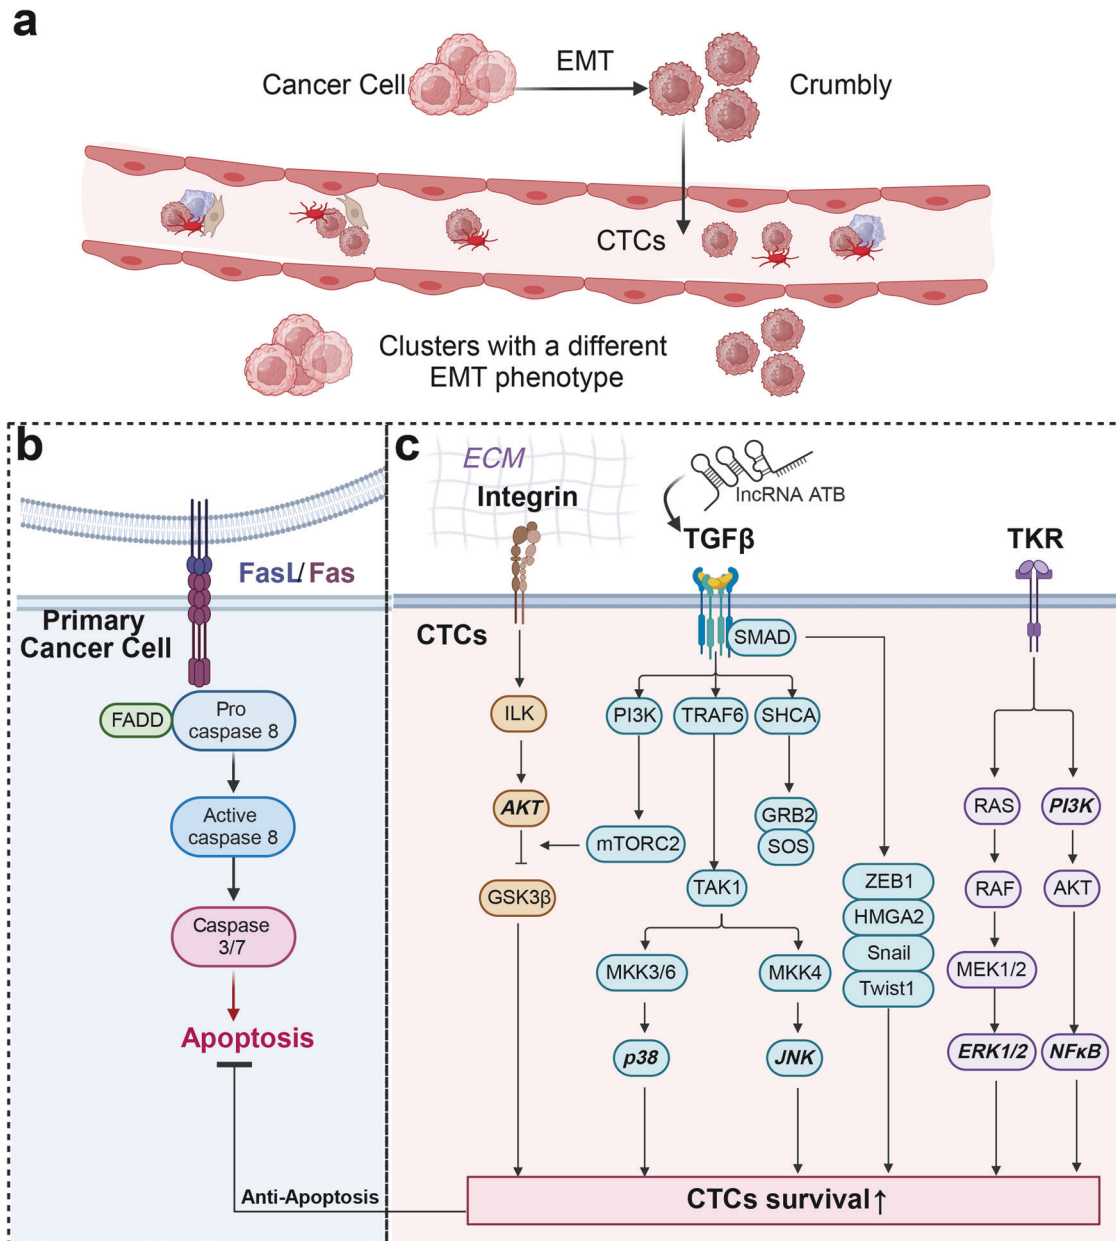 a
Cancer Cell
EMT
Crumbly
CTCs
Clusters with a different
EMT phenotype
b
FasL/Fas
Primary
Cancer Cell
FADD
Pro
caspase 8
Active
caspase 8
Caspase
3/7
Apoptosis
Anti-Apoptosis
c
ECM
Integrin
lncRNA ATB
TGFβ
TKR
CTCs
SMAD
ILK
PI3K
TRAF6
SHCA
AKT
mTORC2
GRB2
SOS
RAS
PI3K
GSK3β
TAK1
ZEB1
HMGA2
Snail
Twist1
RAF
AKT
MKK3/6
MKK4
MEK1/2
p38
JNK
ERK1/2
NFκB
CTCs survival↑